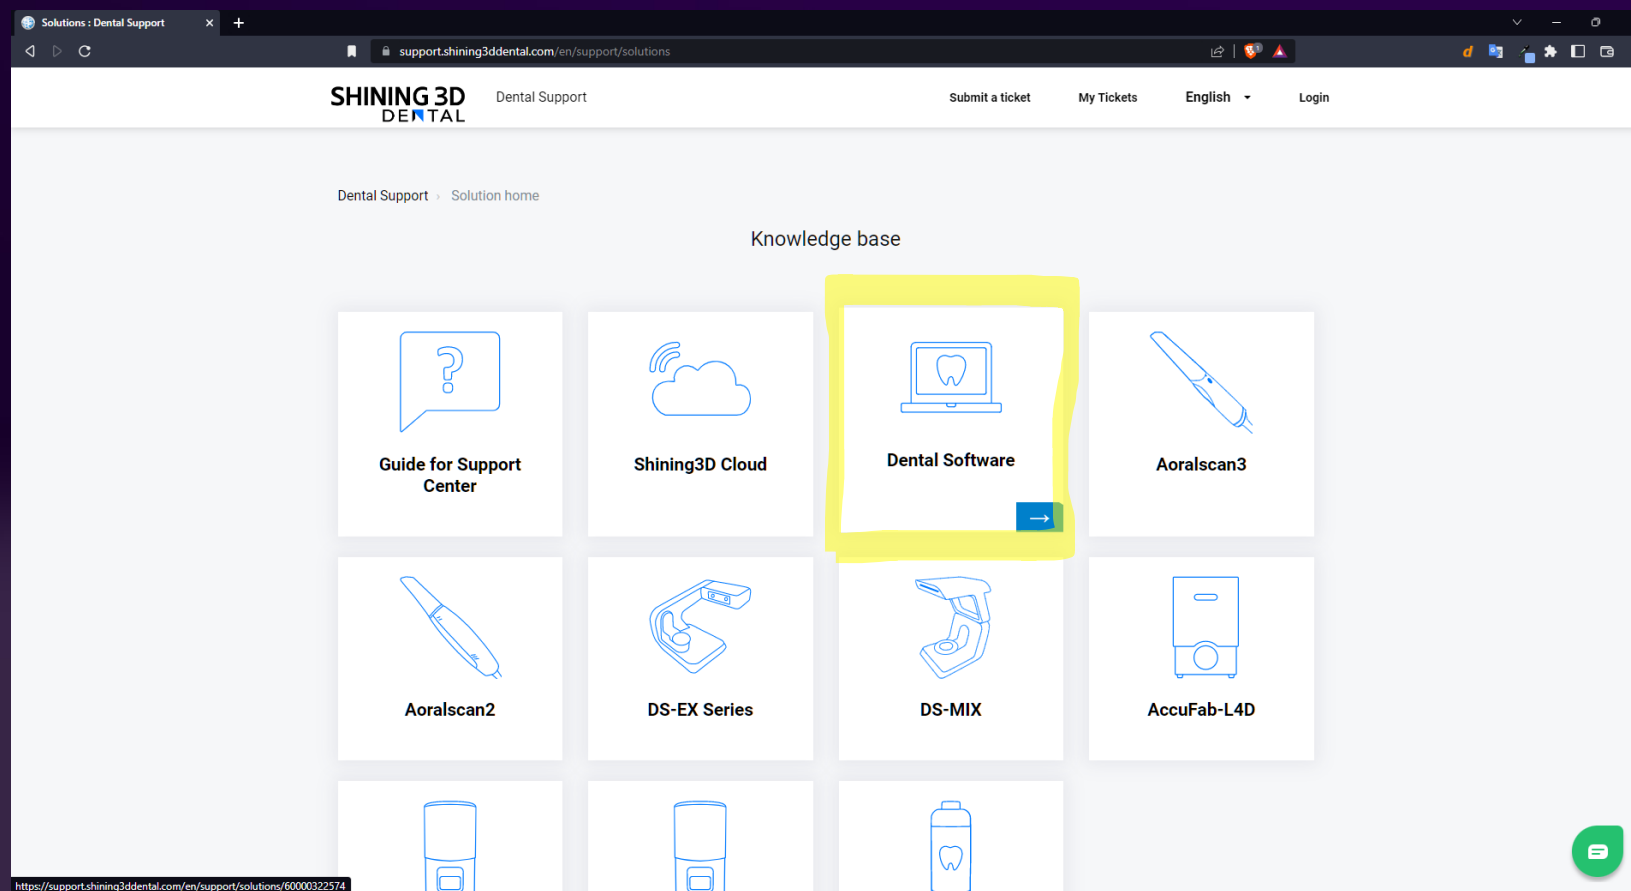 Solutions : Dental Support
support.shining3ddental.com/en/support/solutions
SHINING 3D
DENTAL
Dental Support
Submit a ticket
My Tickets
English
Login
Dental Support › Solution home
Knowledge base
Guide for Support
Center
Shining3D Cloud
Dental Software
Aoralscan3
Aoralscan2
DS-EX Series
DS-MIX
AccuFab-L4D
https://support.shining3ddental.com/en/support/solutions/60000322574